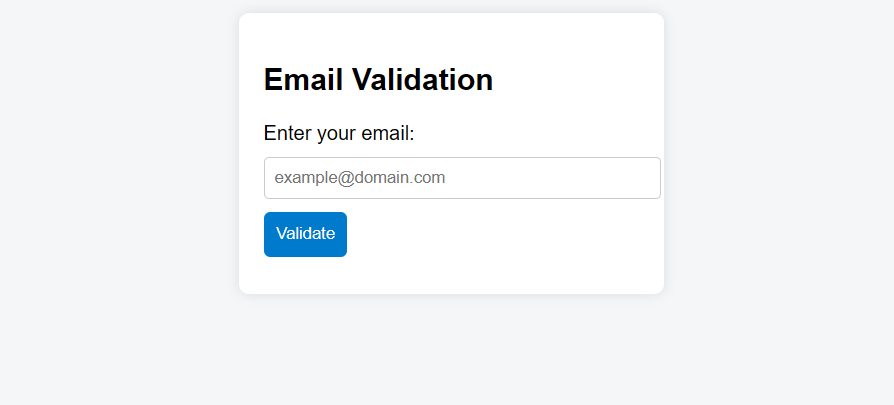 Email Validation
Enter your email:
example@domain.com
Validate